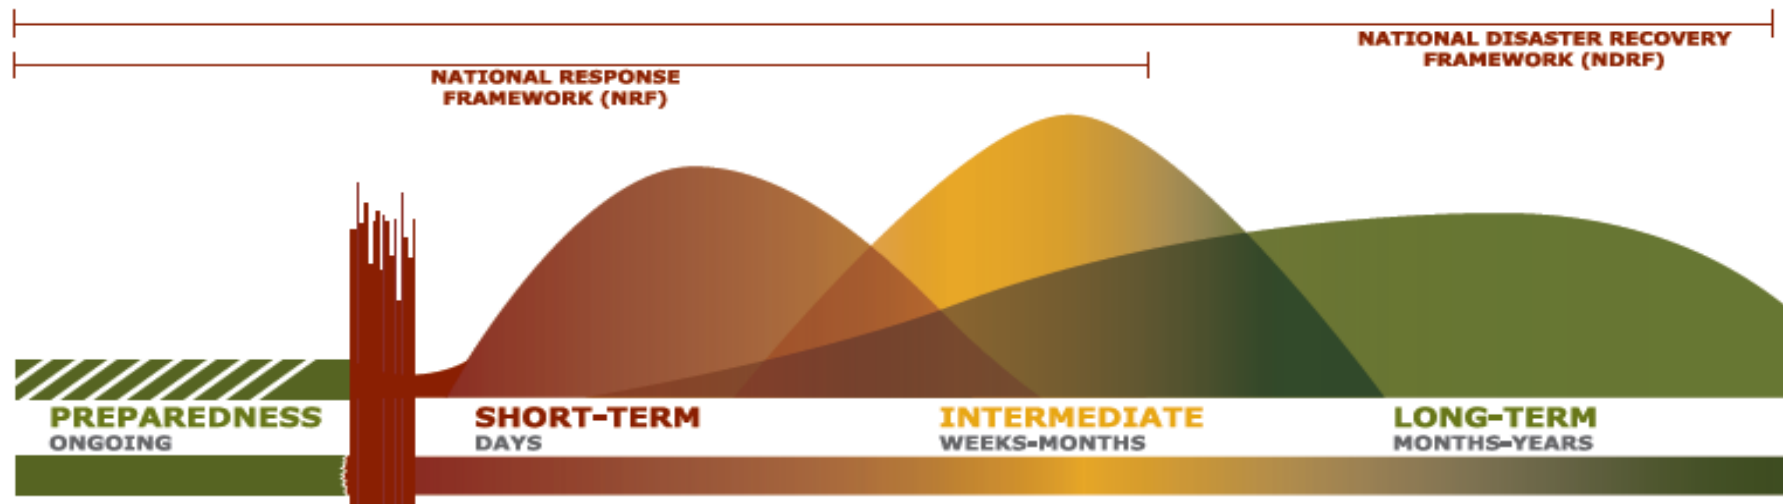 NATIONAL DISASTER RECOVERY
FRAMEWORK (NDRF)
NATIONAL RESPONSE
FRAMEWORK (NRF)
PREPAREDNESS
ONGOING
SHORT-TERM
DAYS
INTERMEDIATE
WEEKS-MONTHS
LONG-TERM
MONTHS-YEARS